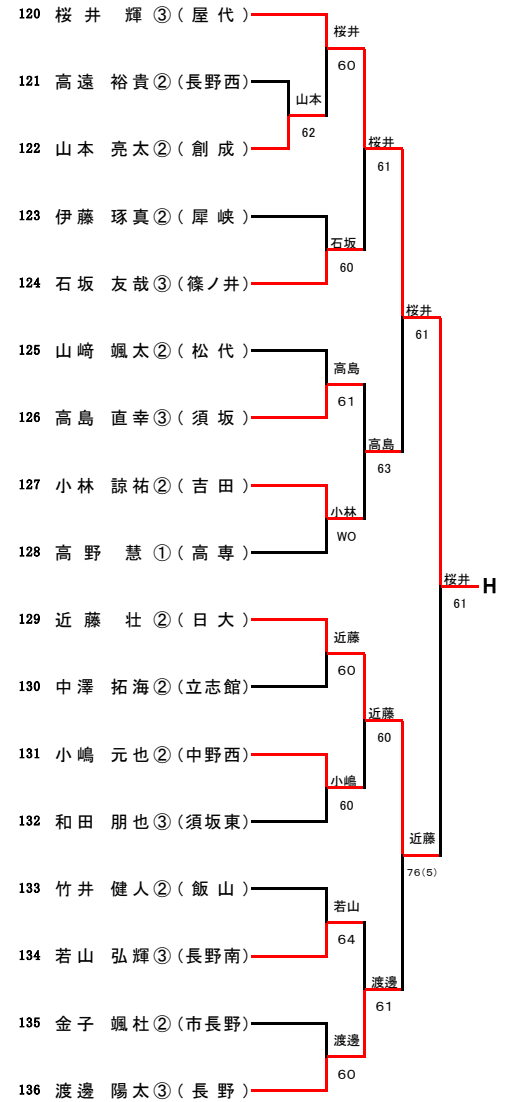 120 桜井 輝③(屋代)
桜井
60
121 高遠 裕貴②(長野西)
山本
62
122 山本 亮太②(創成)
桜井
61
123 伊藤 琢真②(犀峡)
石坂
60
124 石坂 友哉③(篠ノ井)
桜井
61
125 山﨑 颯太②(松代)
高島
61
126 高島 直幸③(須坂)
高島
63
127 小林 諒祐②(吉田)
小林
WO
128 高野 慧①(高専)
桜井 H
61
129 近藤 壮②(日大)
近藤
60
130 中澤 拓海②(立志館)
近藤
60
131 小嶋 元也②(中野西)
小嶋
60
132 和田 朋也③(須坂東)
近藤
76(5)
133 竹井 健人②(飯山)
若山
64
134 若山 弘輝③(長野南)
渡邊
61
135 金子 颯杜②(市長野)
渡邊
60
136 渡邊 陽太③(長野)